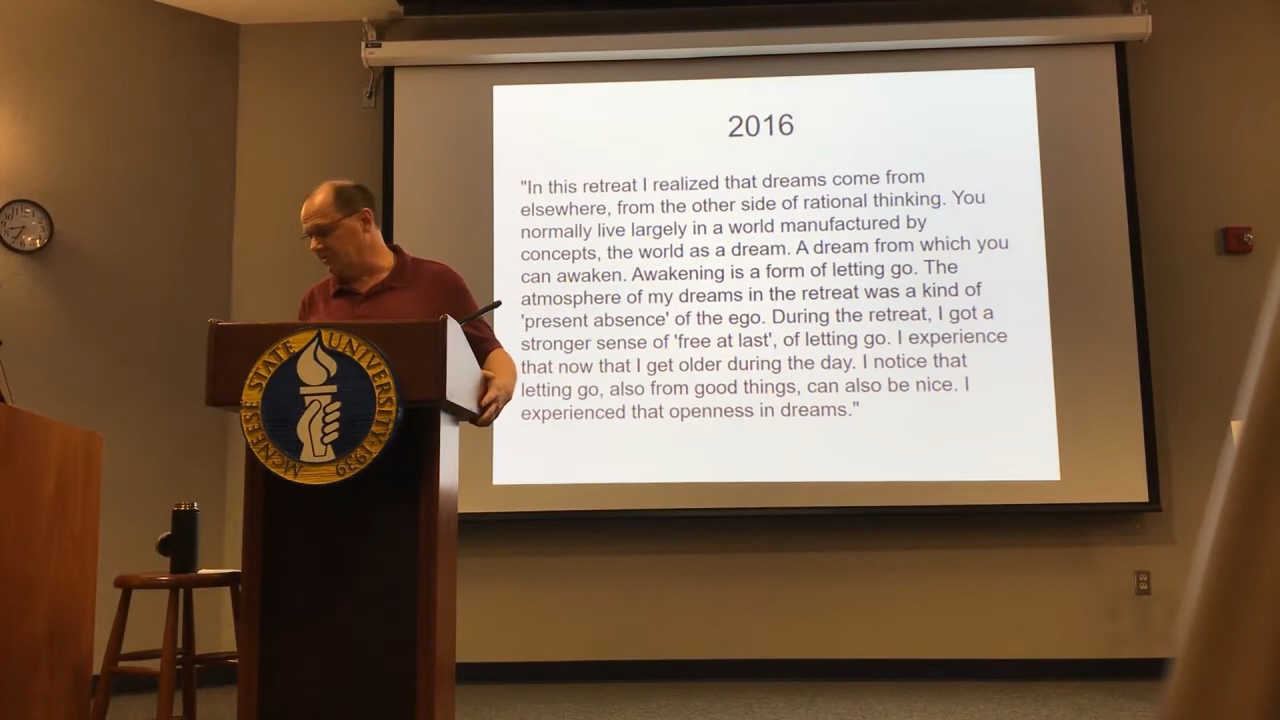 2016
"In this retreat I realized that dreams come from
elsewhere, from the other side of rational thinking. You
normally live largely in a world manufactured by
concepts, the world as a dream. A dream from which you
can awaken. Awakening is a form of letting go. The
atmosphere of my dreams in the retreat was a kind of
'present absence' of the ego. During the retreat, I got a
stronger sense of 'free at last', of letting go. I experience
that now that I get older during the day. I notice that
letting go, also from good things, can also be nice. I
experienced that openness in dreams."
MCNEESE STATE UNIVERSITY 1939